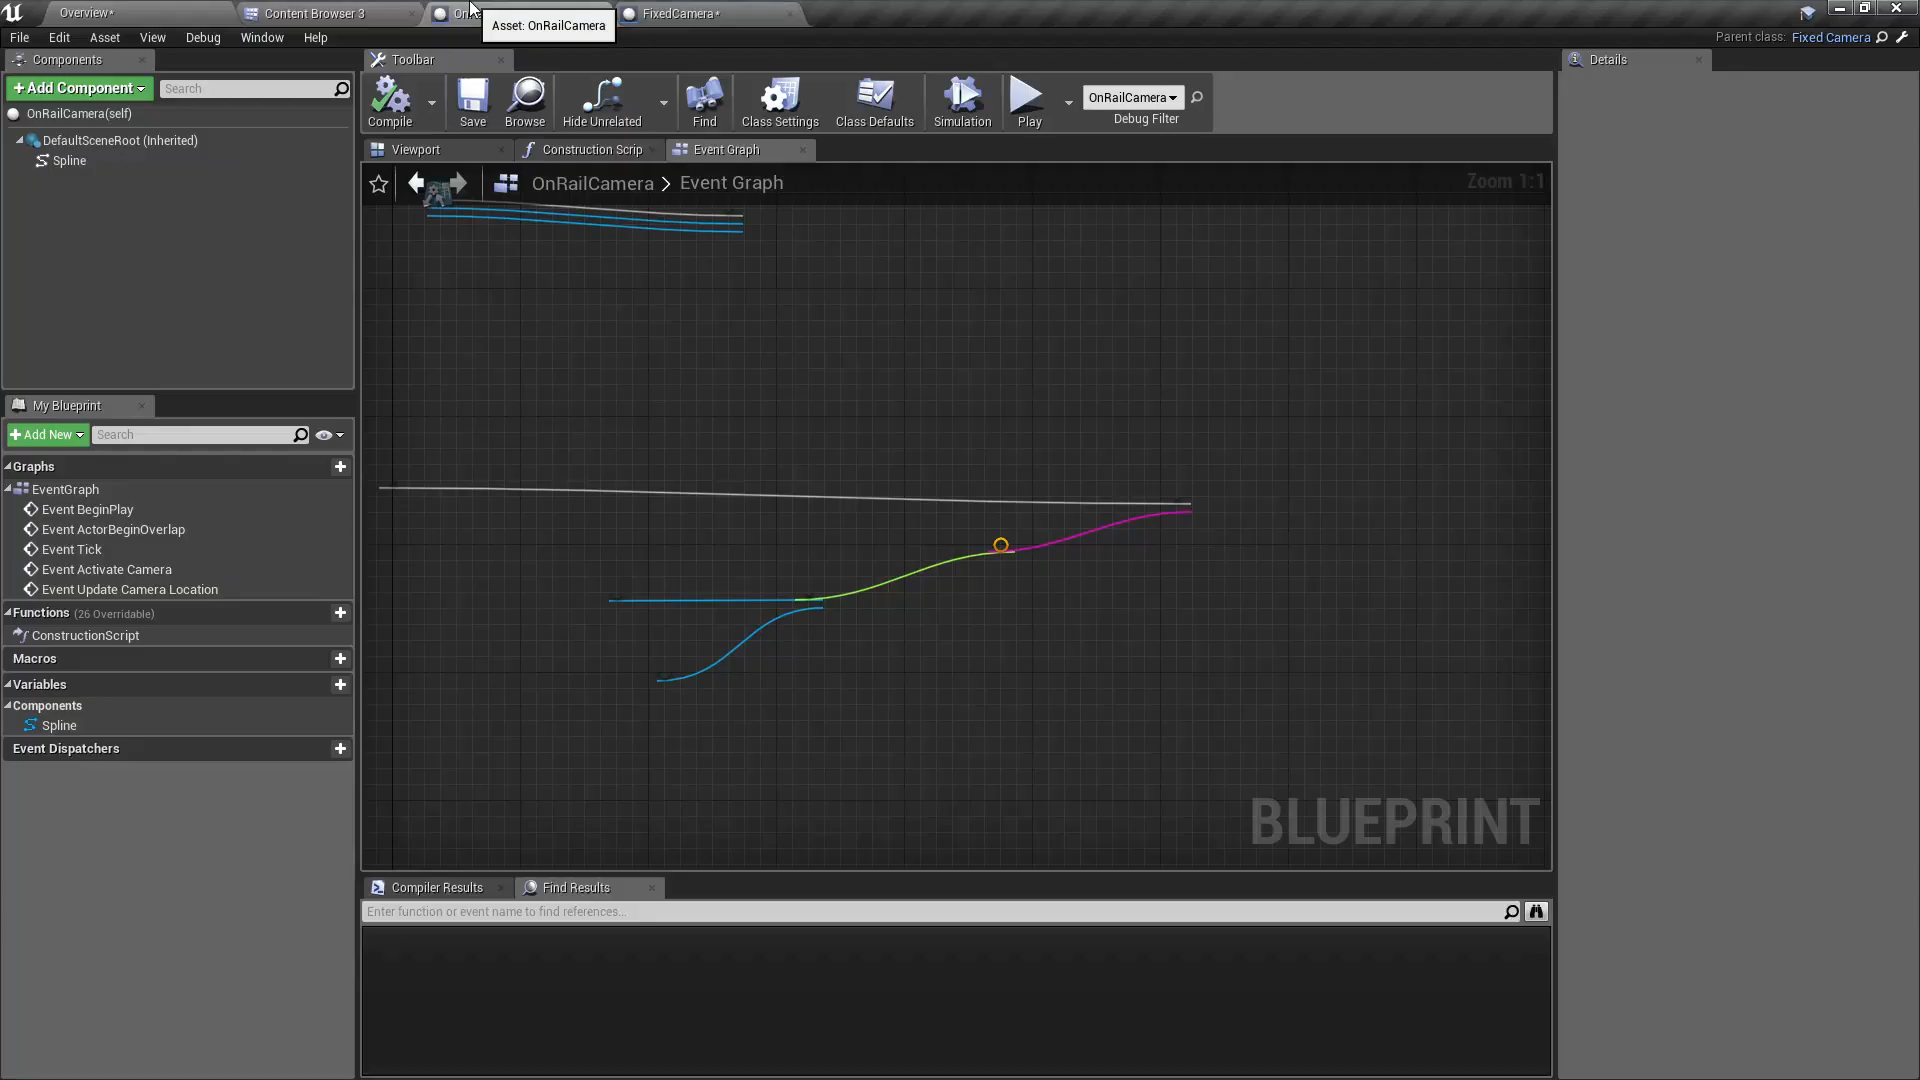 Overview*
Content Browser 3
On
FixedCamera*
Asset: OnRailCamera
File Edit Asset View Debug Window Help
Parent class: Fixed Camera
Components
Toolbar
Details
+ Add Component
Search
Compile
Save
Browse
Hide Unrelated
Find
Class Settings
Class Defaults
Simulation
Play
OnRailCamera
Debug Filter
OnRailCamera(self)
DefaultSceneRoot (Inherited)
Spline
Viewport
Construction Scrip
Event Graph
OnRailCamera > Event Graph
Zoom 1:1
My Blueprint
+ Add New
Search
Graphs
EventGraph
Event BeginPlay
Event ActorBeginOverlap
Event Tick
Event Activate Camera
Event Update Camera Location
Functions (26 Overridable)
ConstructionScript
Macros
Variables
Components
Spline
Event Dispatchers
BLUEPRINT
Compiler Results
Find Results
Enter function or event name to find references...